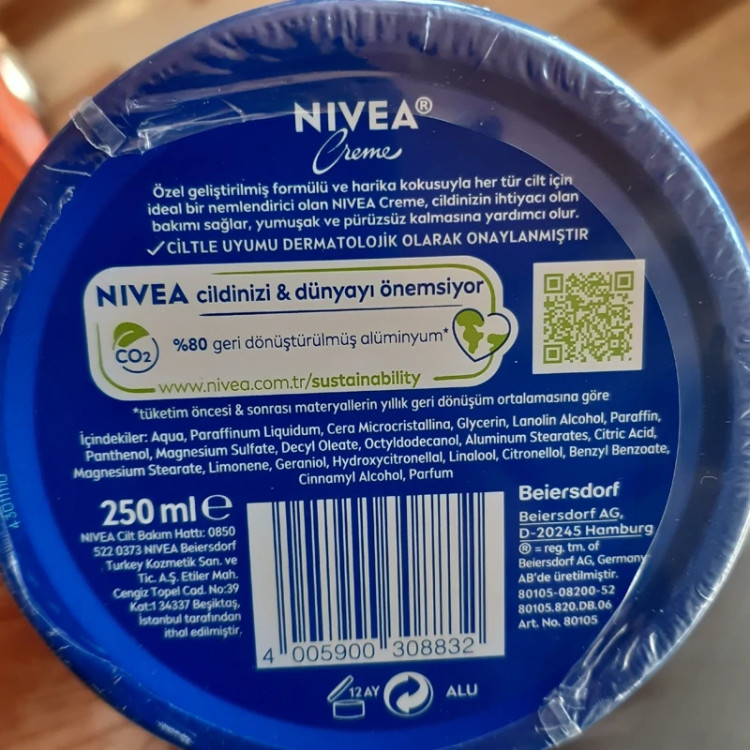 NIVEA®
Creme
Özel geliştirilmiş formülü ve harika kokusuyla her tür cilt için
ideal bir nemlendirici olan NIVEA Creme, cildinizin ihtiyacı olan
bakımı sağlar, yumuşak ve pürüzsüz kalmasına yardımcı olur.
✓CİLTLE UYUMU DERMATOLOJİK OLARAK ONAYLANMIŞTIR
NIVEA cildinizi & dünyayı önemsiyor
CO2
%80 geri dönüştürülmüş alüminyum*
www.nivea.com.tr/sustainability
*tüketim öncesi & sonrası materyallerin yıllık geri dönüşüm ortalamasına göre
İçindekiler: Aqua, Paraffinum Liquidum, Cera Microcristallina, Glycerin, Lanolin Alcohol, Paraffin,
Panthenol, Magnesium Sulfate, Decyl Oleate, Octyldodecanol, Aluminum Stearates, Citric Acid,
Magnesium Stearate, Limonene, Geraniol, Hydroxycitronellal, Linalool, Citronellol, Benzyl Benzoate,
Cinnamyl Alcohol, Parfum
250 ml ℮
NIVEA Cilt Bakım Hattı: 0850
522 0373 NIVEA Beiersdorf
Turkey Kozmetik San. ve
Tic. A.Ş. Etiler Mah.
Cengiz Topel Cad. No:39
Kat:1 34337 Beşiktaş,
İstanbul tarafından
ithal edilmiştir.
4 005900 308832
Beiersdorf
Beiersdorf AG,
D-20245 Hamburg
® = reg. tm. of
Beiersdorf AG, Germany
AB'de üretilmiştir.
80105-08200-52
80105.820.DB.06
Art. No. 80105
12 AY
ALU